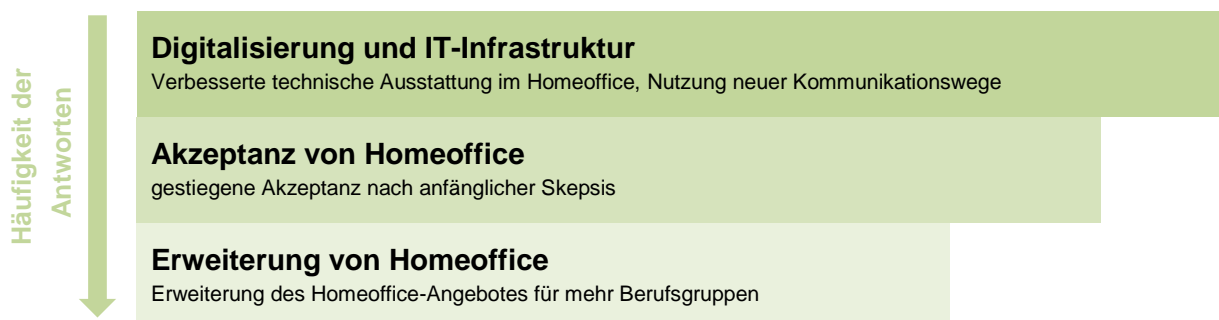 Häufigkeit der
Antworten
Digitalisierung und IT-Infrastruktur
Verbesserte technische Ausstattung im Homeoffice, Nutzung neuer Kommunikationswege
Akzeptanz von Homeoffice
gestiegene Akzeptanz nach anfänglicher Skepsis
Erweiterung von Homeoffice
Erweiterung des Homeoffice-Angebotes für mehr Berufsgruppen